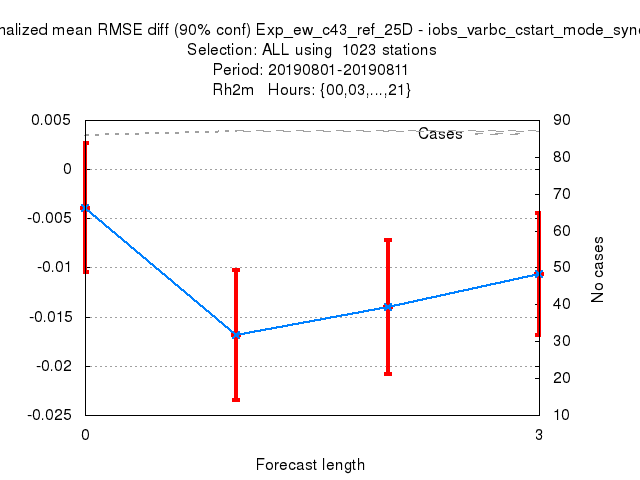 nalized mean RMSE diff (90% conf) Exp_ew_c43_ref_25D - iobs_varbc_cstart_mode_syn
Selection: ALL using 1023 stations
Period: 20190801-20190811
Rh2m Hours: {00,03,...,21}
0.005
0
-0.005
-0.01
-0.015
-0.02
-0.025
90
80
70
60
50
40
30
20
10
Cases
No cases
0
3
Forecast length